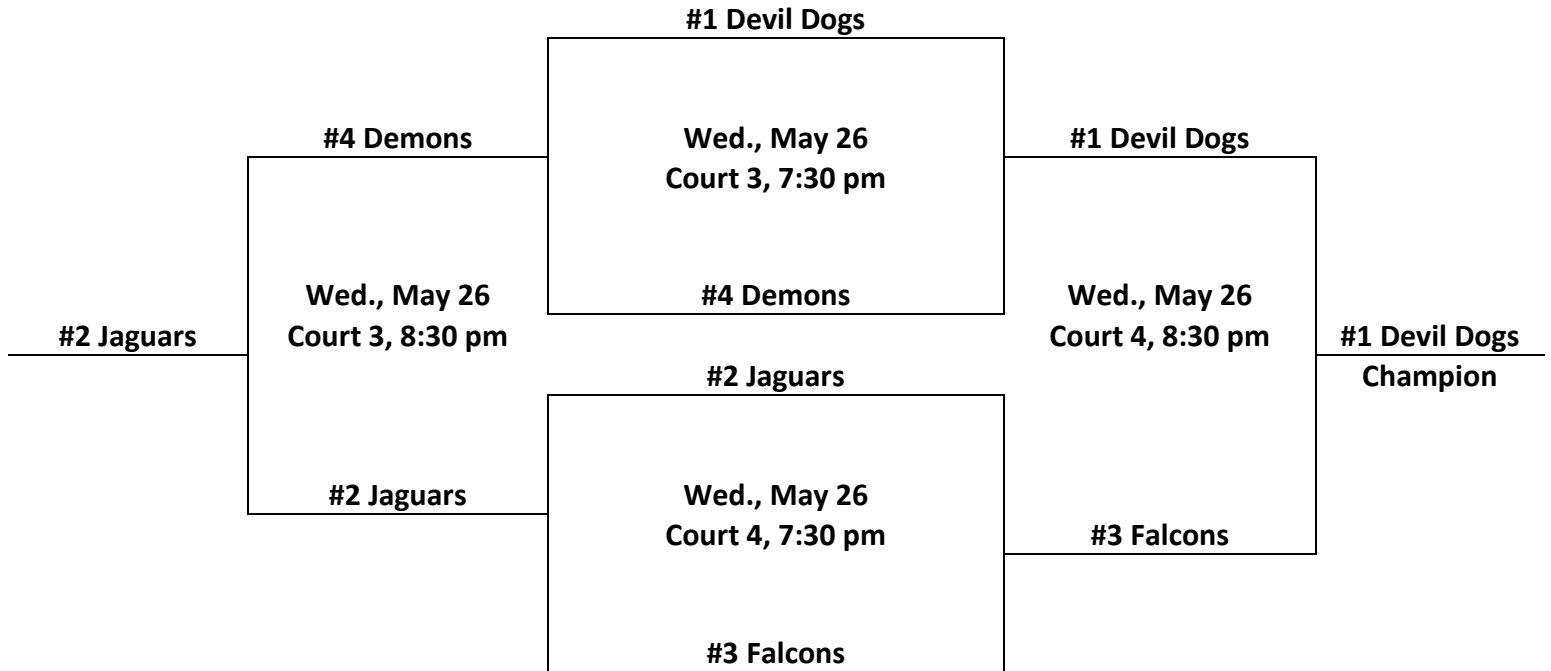 #1 Devil Dogs
#4 Demons
Wed., May 26
#1 Devil Dogs
Court 3, 7:30 pm
Wed., May 26
#4 Demons
Wed., May 26
#2 Jaguars
Court 3, 8:30 pm
Court 4, 8:30 pm
#1 Devil Dogs
#2 Jaguars
Champion
#2 Jaguars
Wed., May 26
Court 4, 7:30 pm
#3 Falcons
#3 Falcons